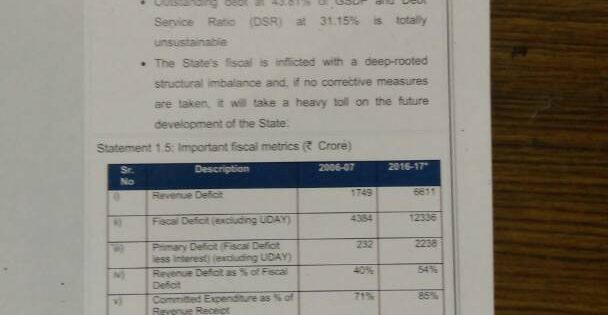 Outstanding debt at 43.81% of GSDP and Debt
Service Ratio (DSR) at 31.15% is totally
unsustainable
• The State's fiscal is inflicted with a deep-rooted
structural imbalance and, if no corrective measures
are taken, it will take a heavy toll on the future
development of the State.
Statement 1.5: Important fiscal metrics (₹ Crore)
Sr. No Description 2006-07 2016-17*
i) Revenue Deficit 1749 6611
ii) Fiscal Deficit (excluding UDAY) 4384 12336
iii) Primary Deficit (Fiscal Deficit 232 2238
less Interest) (excluding UDAY)
iv) Revenue Deficit as % of Fiscal 40% 54%
Deficit
v) Committed Expenditure as % of 71% 85%
Revenue Receipt